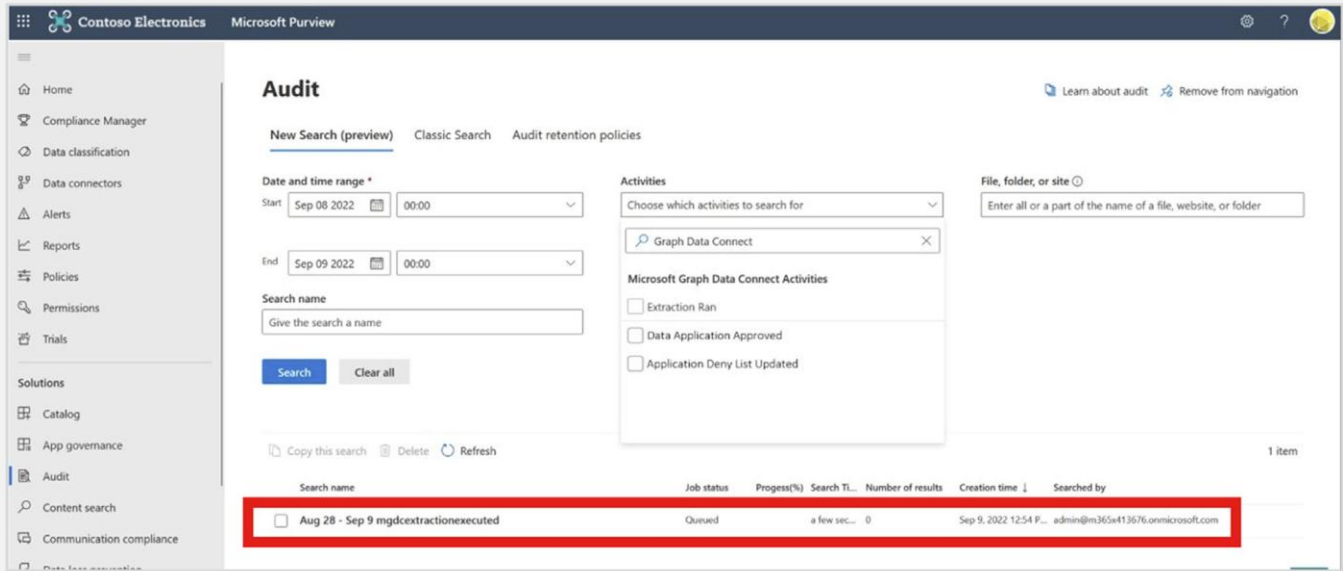 Contoso Electronics Microsoft Purview ?
Home
Compliance Manager
Data classification
Data connectors
Alerts
Reports
Policies
Permissions
Trials
Solutions
Catalog
App governance
Audit
Content search
Communication compliance
Data loss prevention
Audit
Learn about audit Remove from navigation
New Search (preview) Classic Search Audit retention policies
Date and time range *
Start Sep 08 2022 00:00
End Sep 09 2022 00:00
Search name
Give the search a name
Search Clear all
Activities
Choose which activities to search for
Graph Data Connect
Microsoft Graph Data Connect Activities
Extraction Ran
Data Application Approved
Application Deny List Updated
File, folder, or site
Enter all or a part of the name of a file, website, or folder
Copy this search Delete Refresh 1 item
Search name Job status Progess(%) Search Ti... Number of results Creation time ↓ Searched by
Aug 28 - Sep 9 mgdcextractionexecuted Queued a few sec... 0 Sep 9, 2022 12:54 P... admin@m365x413676.onmicrosoft.com